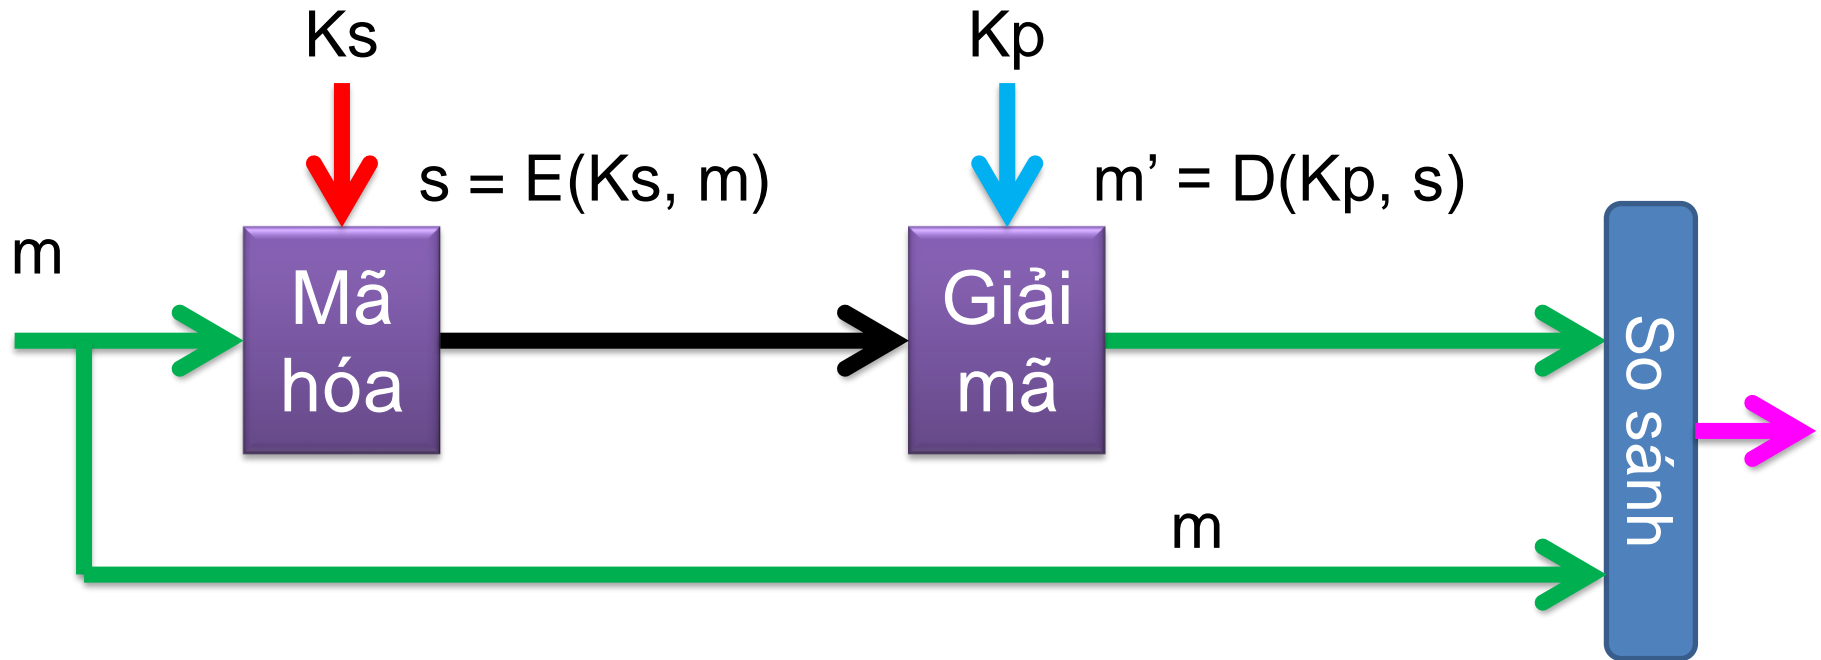 Ks
Kp
s = E(Ks, m)
m’ = D(Kp, s)
m
Mã
hóa
Giải
mã
So sánh
m